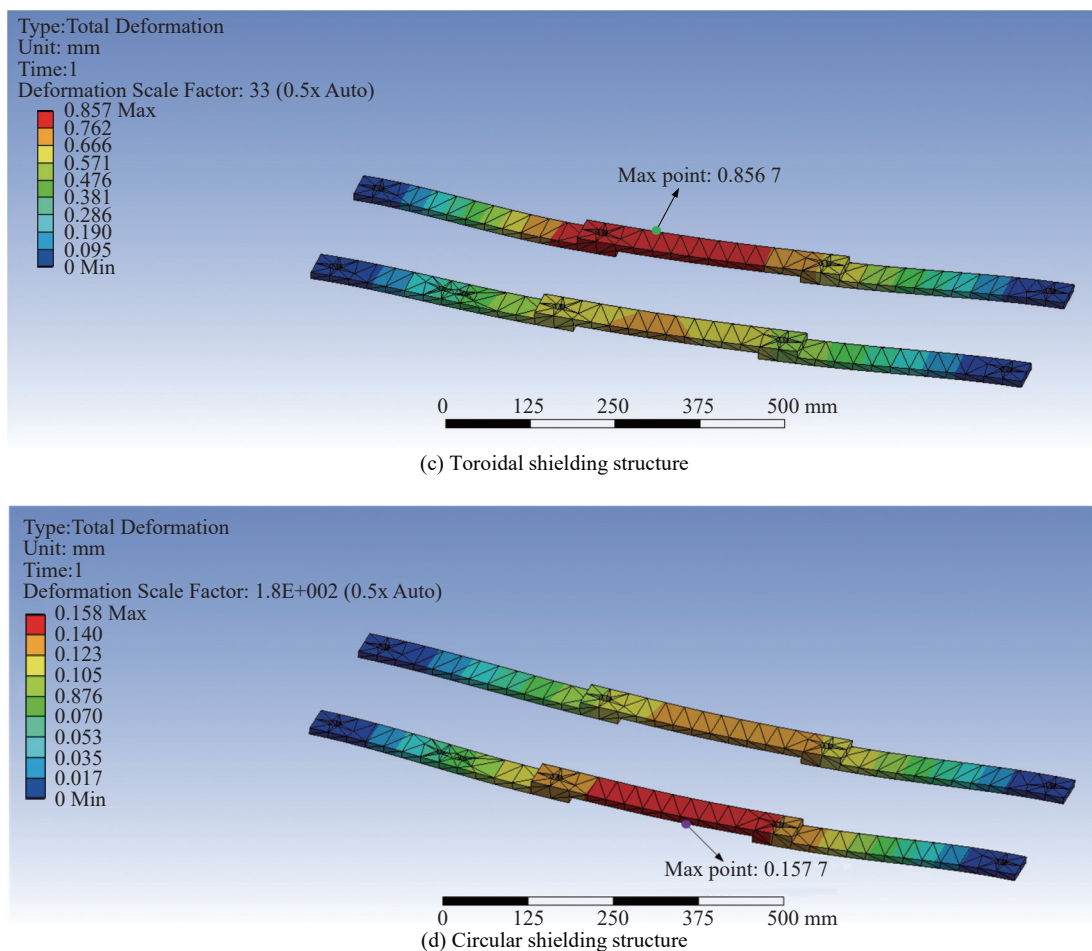 Type:Total Deformation
Unit: mm
Time:1
Deformation Scale Factor: 33 (0.5x Auto)
0.857 Max
0.762
0.666
0.571
0.476
0.381
0.286
0.190
0.095
0 Min
Max point: 0.856 7
0 125 250 375 500 mm
(c) Toroidal shielding structure
Type:Total Deformation
Unit: mm
Time:1
Deformation Scale Factor: 1.8E+002 (0.5x Auto)
0.158 Max
0.140
0.123
0.105
0.876
0.070
0.053
0.035
0.017
0 Min
Max point: 0.157 7
0 125 250 375 500 mm
(d) Circular shielding structure